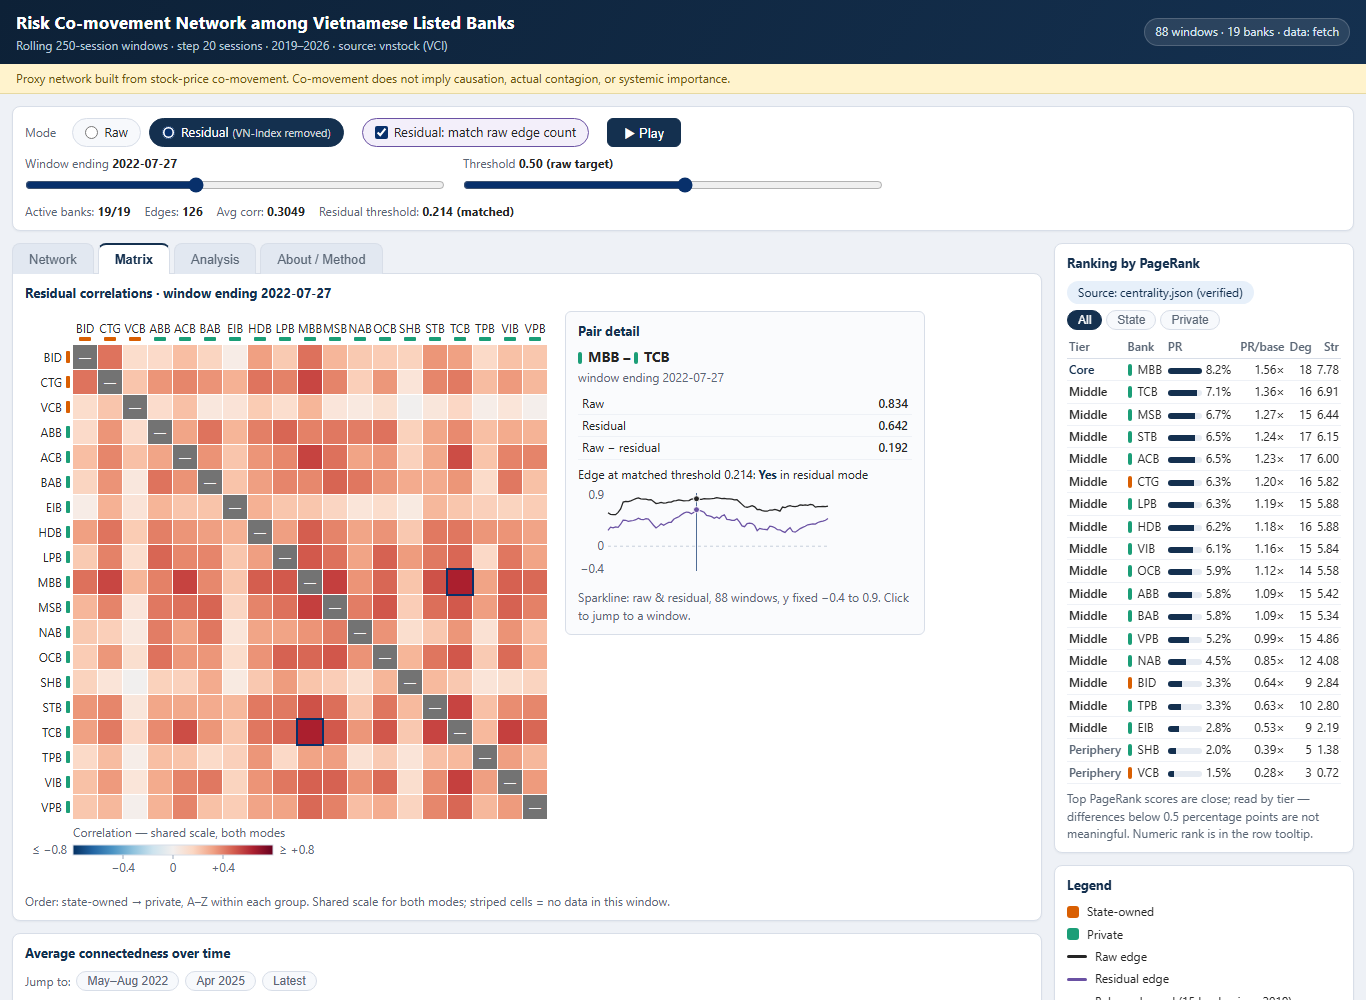 Risk Co-movement Network among Vietnamese Listed Banks
Rolling 250-session windows · step 20 sessions · 2019–2026 · source: vnstock (VCI)
88 windows · 19 banks · data: fetch
Proxy network built from stock-price co-movement. Co-movement does not imply causation, actual contagion, or systemic importance.
Mode Raw Residual (VN-Index removed) Residual: match raw edge count ▶ Play
Window ending 2022-07-27 Threshold 0.50 (raw target)
Active banks: 19/19 Edges: 126 Avg corr: 0.3049 Residual threshold: 0.214 (matched)
Network Matrix Analysis About / Method
Residual correlations · window ending 2022-07-27
BID CTG VCB ABB ACB BAB EIB HDB LPB MBB MSB NAB OCB SHB STB TCB TPB VIB VPB
BID —
CTG —
VCB —
ABB —
ACB —
BAB —
EIB —
HDB —
LPB —
MBB —
MSB —
NAB —
OCB —
SHB —
STB —
TCB —
TPB —
VIB —
VPB —
Correlation — shared scale, both modes
≤ −0.8 ≥ +0.8
−0.4 0 +0.4
Order: state-owned → private, A–Z within each group. Shared scale for both modes; striped cells = no data in this window.
Pair detail
MBB – TCB
window ending 2022-07-27
Raw 0.834
Residual 0.642
Raw − residual 0.192
Edge at matched threshold 0.214: Yes in residual mode
0.9
0
−0.4
Sparkline: raw & residual, 88 windows, y fixed −0.4 to 0.9. Click
to jump to a window.
Average connectedness over time
Jump to: May–Aug 2022 Apr 2025 Latest
Ranking by PageRank
Source: centrality.json (verified)
All State Private
Tier Bank PR PR/base Deg Str
Core MBB 8.2% 1.56× 18 7.78
Middle TCB 7.1% 1.36× 16 6.91
Middle MSB 6.7% 1.27× 15 6.44
Middle STB 6.5% 1.24× 17 6.15
Middle ACB 6.5% 1.23× 17 6.00
Middle CTG 6.3% 1.20× 16 5.82
Middle LPB 6.3% 1.19× 15 5.88
Middle HDB 6.2% 1.18× 16 5.88
Middle VIB 6.1% 1.16× 15 5.84
Middle OCB 5.9% 1.12× 14 5.58
Middle ABB 5.8% 1.09× 15 5.42
Middle BAB 5.8% 1.09× 15 5.34
Middle VPB 5.2% 0.99× 15 4.86
Middle NAB 4.5% 0.85× 12 4.08
Middle BID 3.3% 0.64× 9 2.84
Middle TPB 3.3% 0.63× 10 2.80
Middle EIB 2.8% 0.53× 9 2.19
Periphery SHB 2.0% 0.39× 5 1.38
Periphery VCB 1.5% 0.28× 3 0.72
Top PageRank scores are close; read by tier —
differences below 0.5 percentage points are not
meaningful. Numeric rank is in the row tooltip.
Legend
State-owned
Private
Raw edge
Residual edge